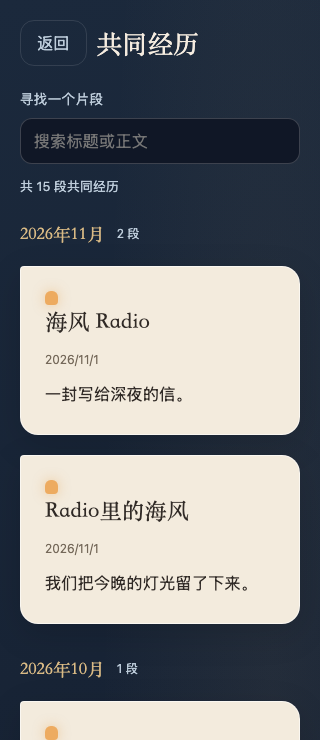 返回
共同经历
寻找一个片段
搜索标题或正文
共 15 段共同经历
2026年11月 2 段
海风 Radio
2026/11/1
一封写给深夜的信。
Radio里的海风
2026/11/1
我们把今晚的灯光留了下来。
2026年10月 1 段